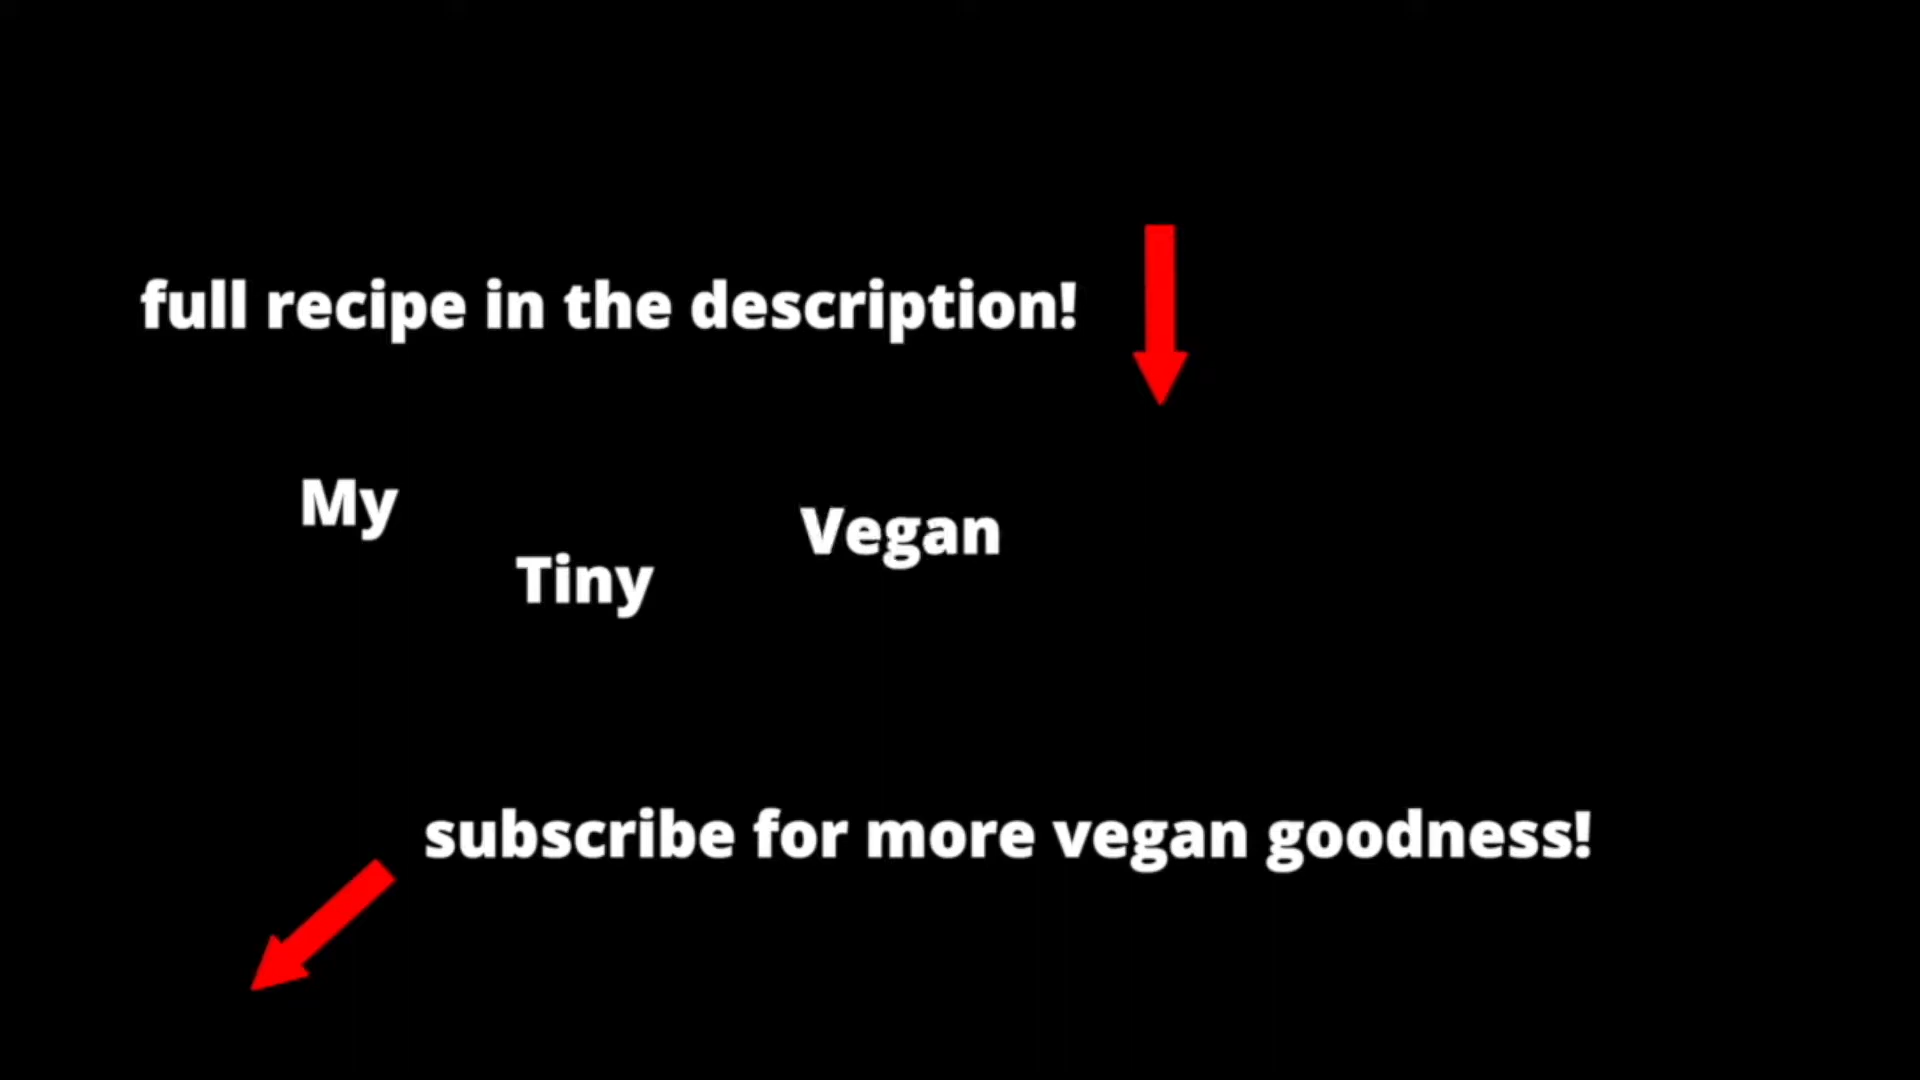 full recipe in the description!
My
Tiny
Vegan
subscribe for more vegan goodness!